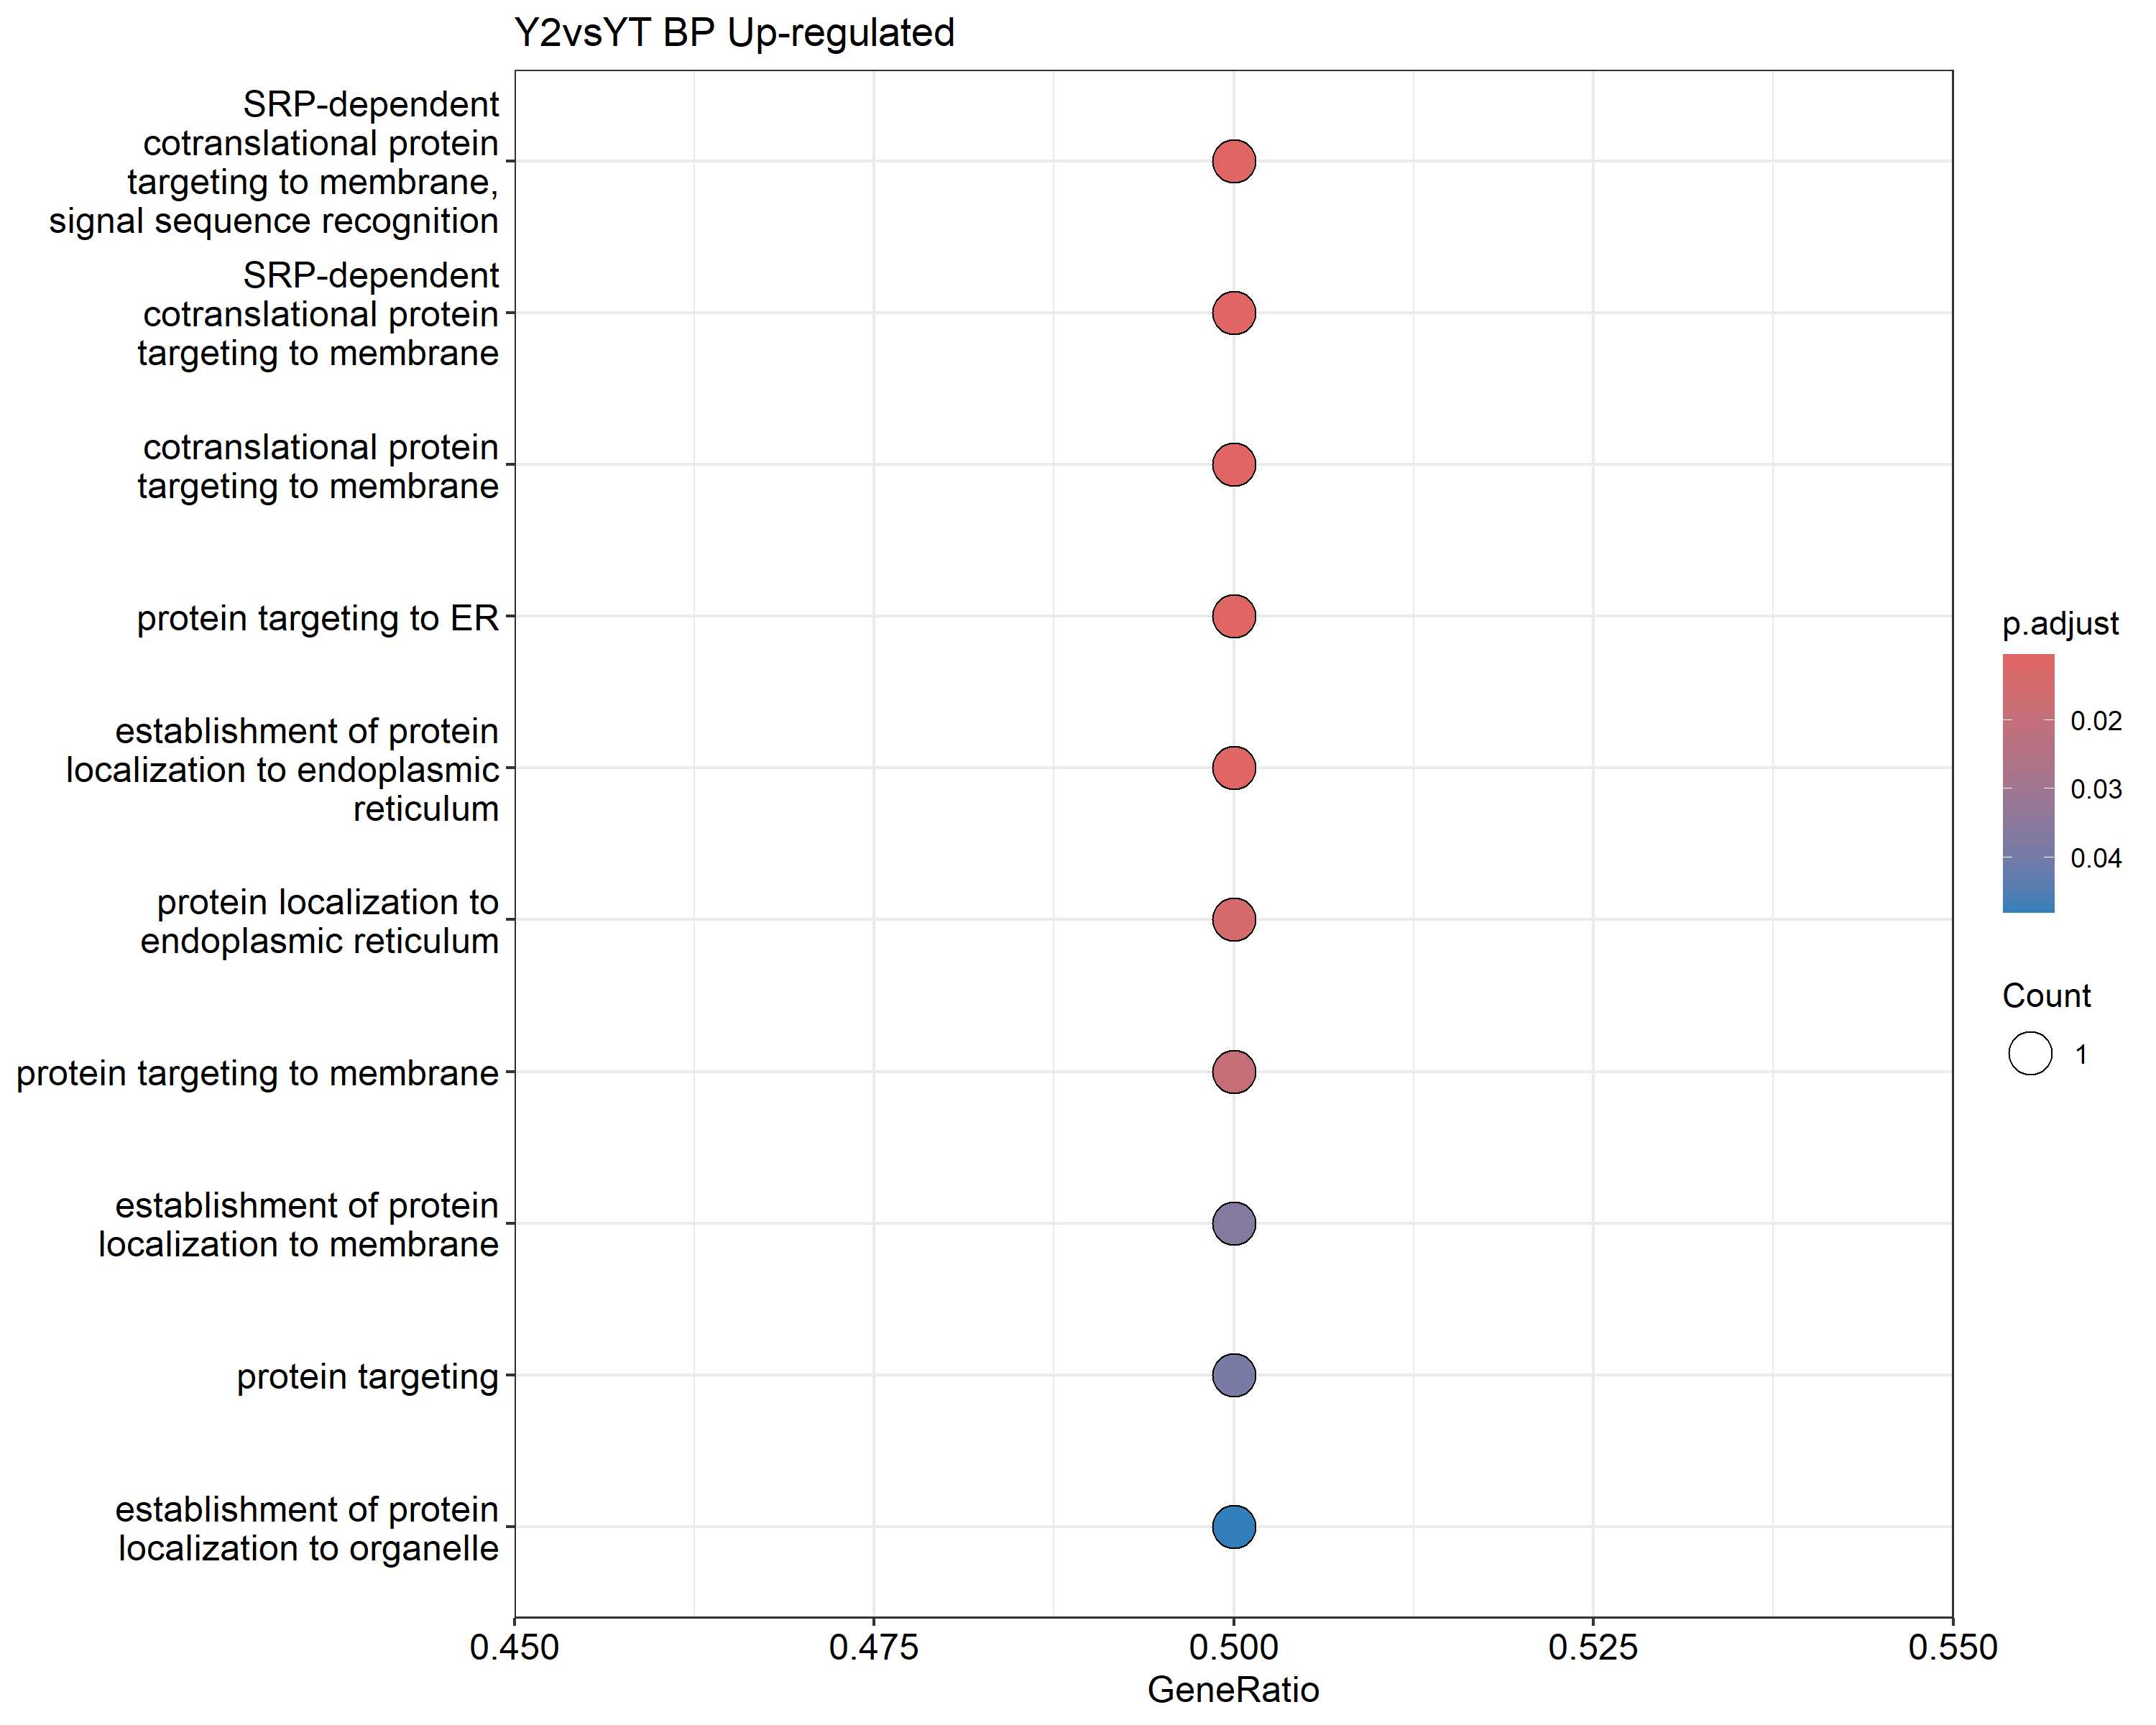 Y2vsYT BP Up-regulated
SRP-dependent
cotranslational protein
targeting to membrane,
signal sequence recognition
SRP-dependent
cotranslational protein
targeting to membrane
cotranslational protein
targeting to membrane
protein targeting to ER
establishment of protein
localization to endoplasmic
reticulum
protein localization to
endoplasmic reticulum
protein targeting to membrane
establishment of protein
localization to membrane
protein targeting
establishment of protein
localization to organelle
0.450 0.475 0.500 0.525 0.550
GeneRatio
p.adjust
0.02
0.03
0.04
Count
1